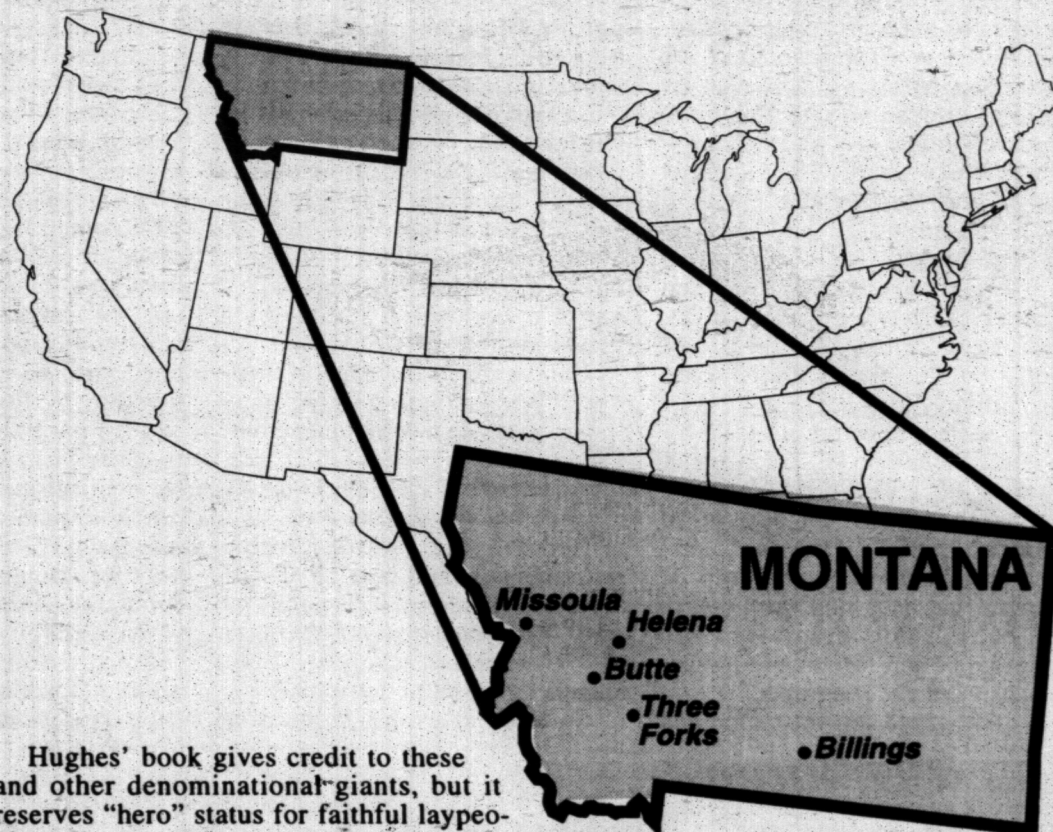 MONTANA
Missoula
Helena
Butte
Three
Forks
Billings
Hughes' book gives credit to these
and other denominational giants, but it
reserves "hero" status for faithful laypeo-